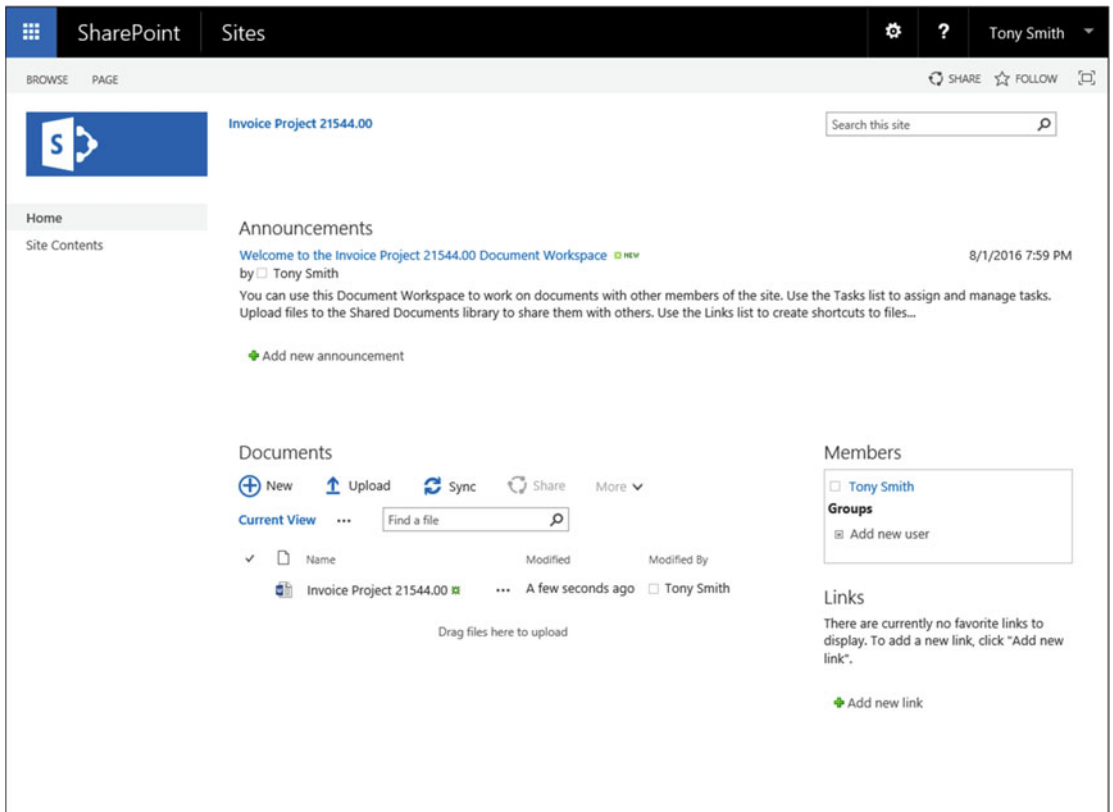 SharePoint Sites ? Tony Smith
BROWSE PAGE SHARE FOLLOW
S
Invoice Project 21544.00
Search this site
Home
Site Contents
Announcements
Welcome to the Invoice Project 21544.00 Document Workspace NEW 8/1/2016 7:59 PM
by Tony Smith
You can use this Document Workspace to work on documents with other members of the site. Use the Tasks list to assign and manage tasks.
Upload files to the Shared Documents library to share them with others. Use the Links list to create shortcuts to files...
Add new announcement
Documents
New Upload Sync Share More
Current View ... Find a file
Name Modified Modified By
Invoice Project 21544.00 ... A few seconds ago Tony Smith
Drag files here to upload
Members
Tony Smith
Groups
Add new user
Links
There are currently no favorite links to
display. To add a new link, click "Add new
link".
Add new link